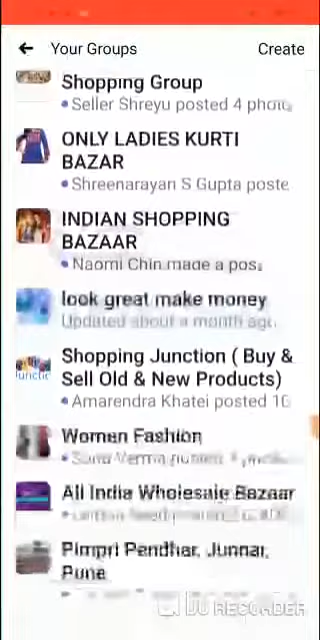 Your Groups
Create
Shopping Group
Seller Shreyu posted 4
ONLY LADIES KURTI
BAZAR
Shreenarayan S Gupta poste
INDIAN SHOPPING
BAZAAR
Naomi Chin made a pos
look great make money
Updated about a month ago
Shopping Junction ( Buy &
Sell Old & New Products)
Amarendra Khatei posted 10
Women Fashion
All India Wholesale Bazaar
Pimpri Pendhar, Junnar,
Pune
DU RECORDER